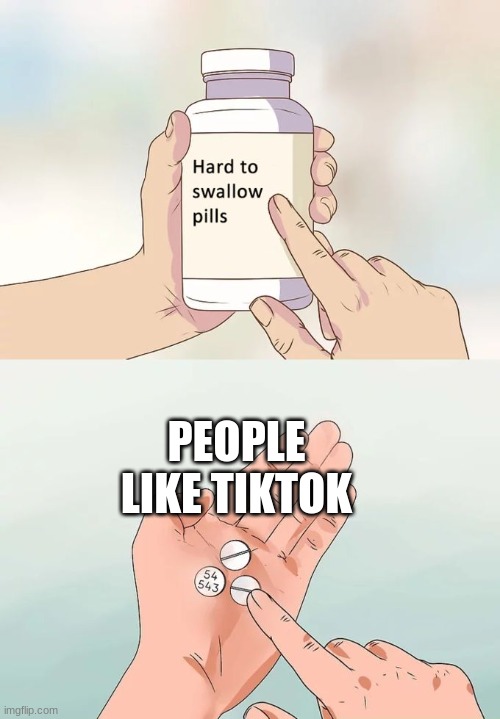 Hard to
swallow
pills
PEOPLE
LIKE TIKTOK
54
543
imgflip.com